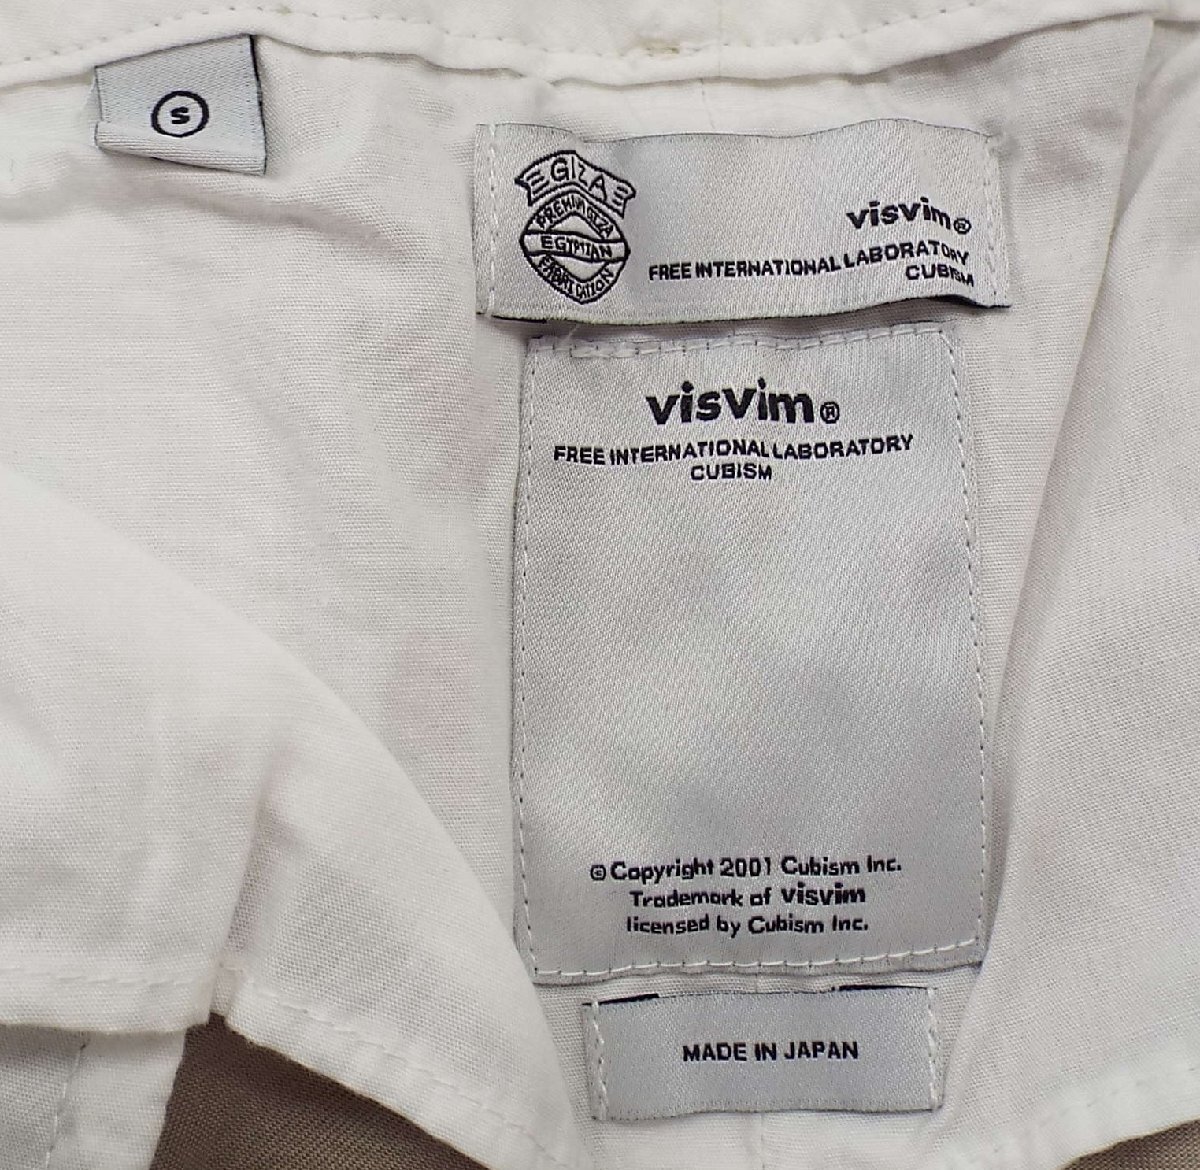 S
GIZA
PREMIUM GIZA
EGYPTIAN
FABRICATION
visvim®
FREE INTERNATIONAL LABORATORY
CUBISM
visvim®
FREE INTERNATIONAL LABORATORY
CUBISM
© Copyright 2001 Cubism Inc.
Trademark of visvim
licensed by Cubism Inc.
MADE IN JAPAN